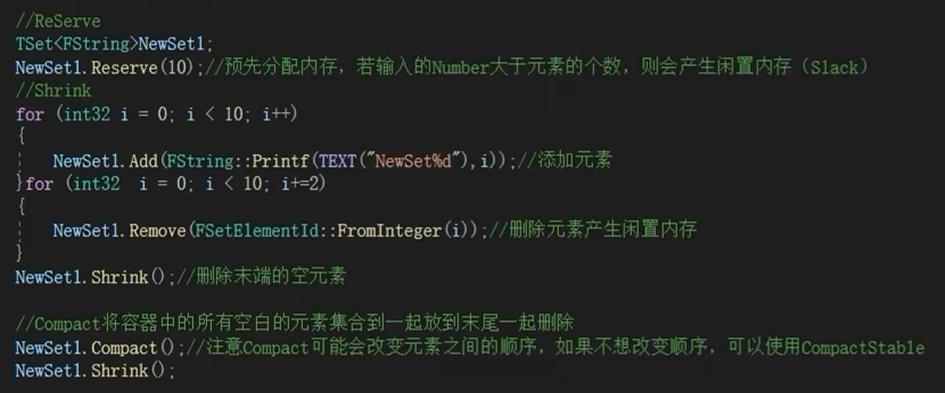 //ReServe
TSet<FString>NewSet1;
NewSet1.Reserve(10);//预先分配内存，若输入的Number大于元素的个数，则会产生闲置内存（Slack）
//Shrink
for (int32 i = 0; i < 10; i++)
{
NewSet1.Add(FString::Printf(TEXT("NewSet%d"),i));//添加元素
}for (int32  i = 0; i < 10; i+=2)
{
NewSet1.Remove(FSetElementId::FromInteger(i));//删除元素产生闲置内存
}
NewSet1.Shrink();//删除末端的空元素
//Compact将容器中的所有空白的元素集合到一起放到末尾一起删除
NewSet1.Compact();//注意Compact可能会改变元素之间的顺序，如果不想改变顺序，可以使用CompactStable
NewSet1.Shrink();